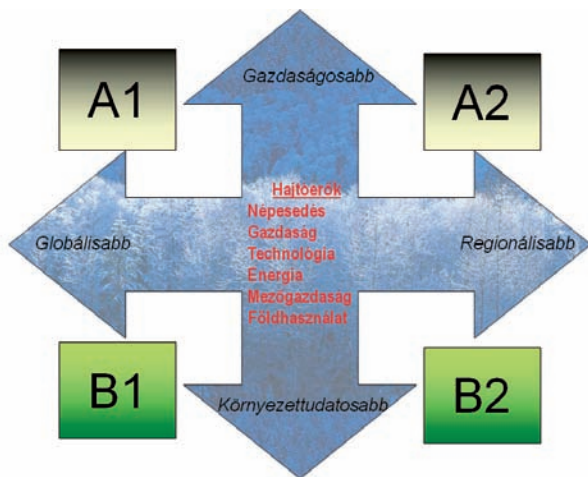 Gazdaságosabb
A1
A2
Hajtóerők
Népesedés
Gazdaság
Technológia
Energia
Mezőgazdaság
Földhasználat
Globálisabb
Regionálisabb
B1
B2
Környezettudatosabb